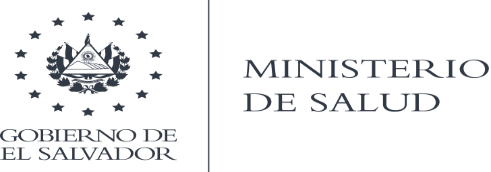 GOBIERNO DE
EL SALVADOR
MINISTERIO
DE SALUD